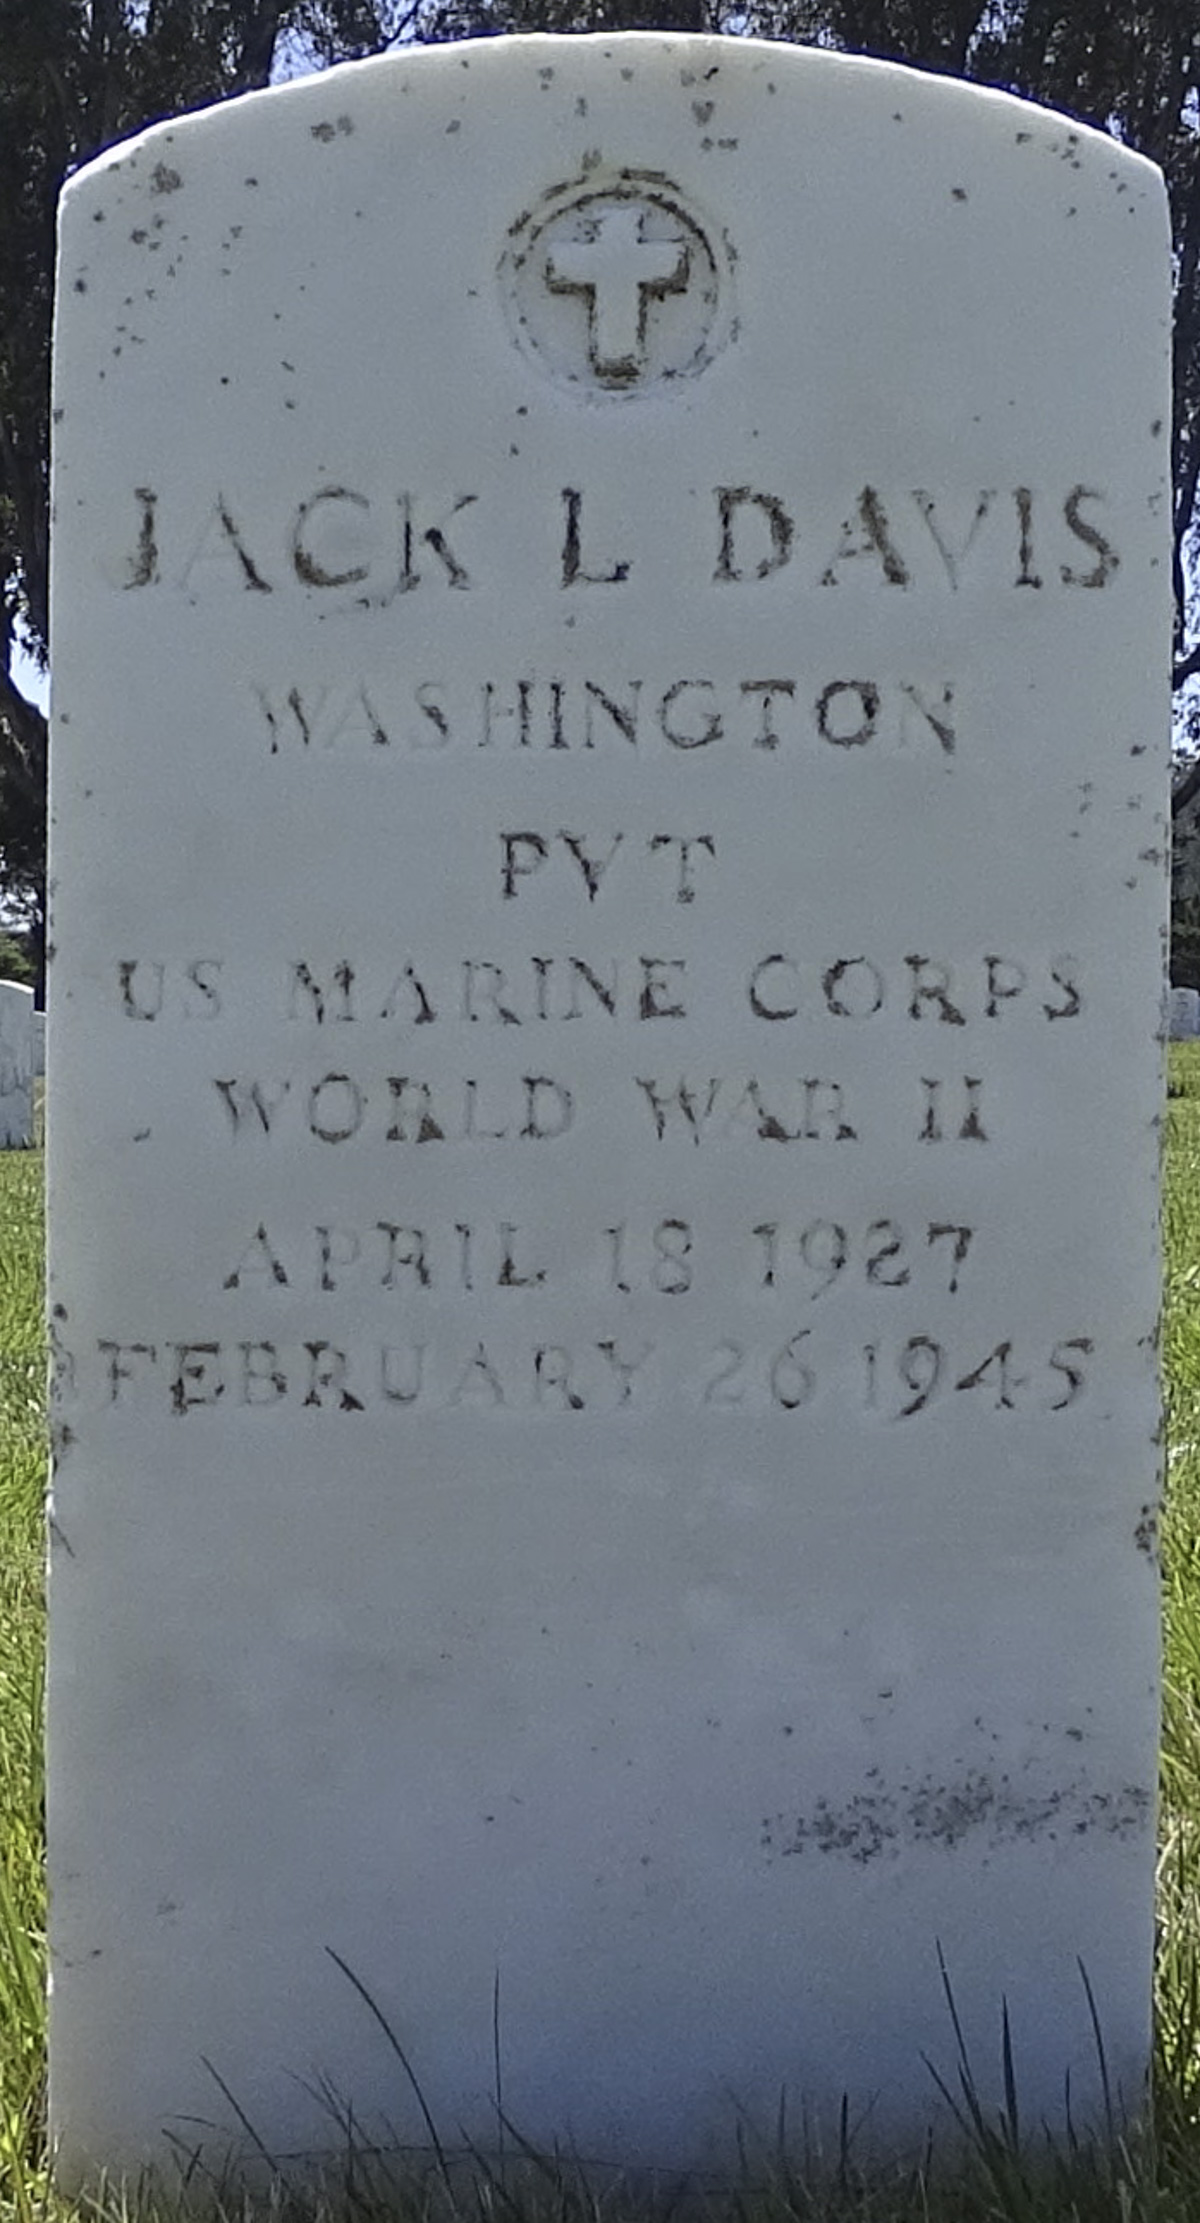 JACK L DAVIS
WASHINGTON
PVT
US MARINE CORPS
WORLD WAR II
APRIL 18 1927
FEBRUARY 26 1945